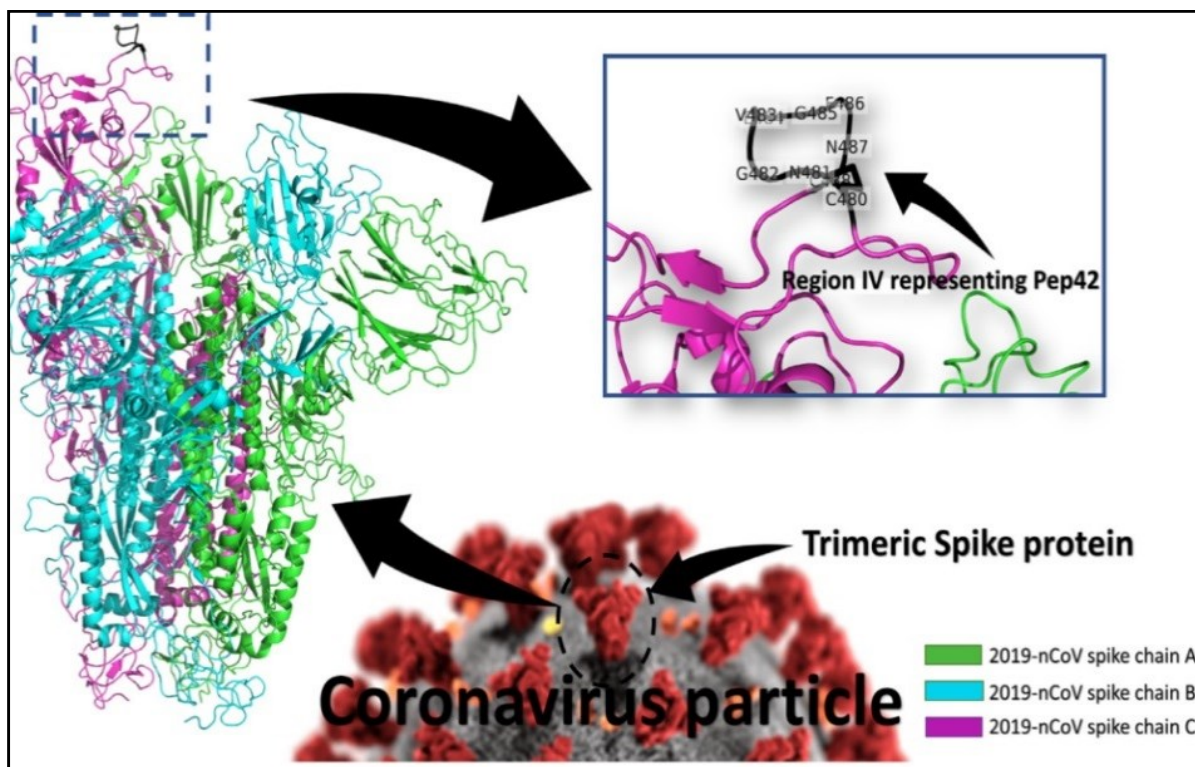 F486
V483
G485
N487
G482
N481
C480
Region IV representing Pep42
Trimeric Spike protein
Coronavirus particle
2019-nCoV spike chain A
2019-nCoV spike chain B
2019-nCoV spike chain C